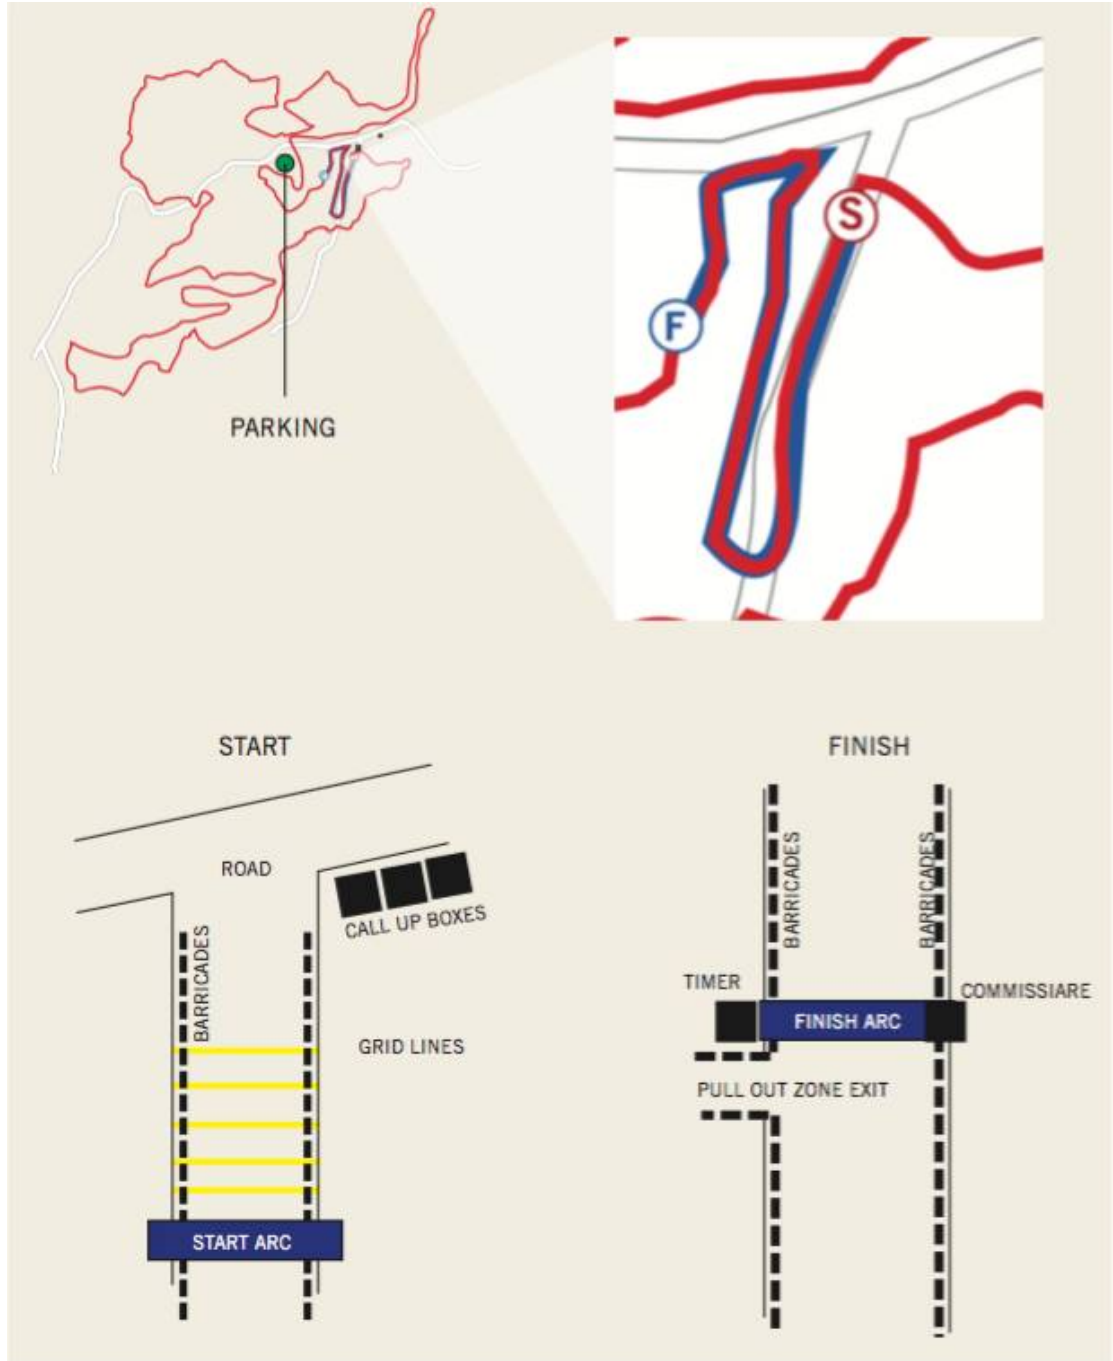 PARKING
S
F
START
ROAD
CALL UP BOXES
BARRICADES
GRID LINES
START ARC
FINISH
BARRICADES
BARRICADES
TIMER
FINISH ARC
COMMISSIARE
PULL OUT ZONE EXIT